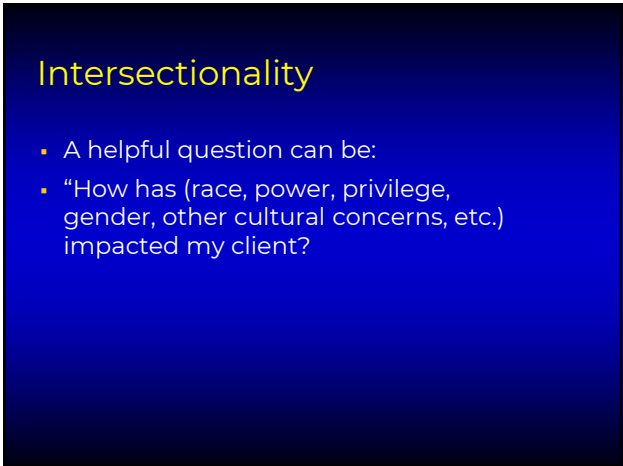 Intersectionality
▪ A helpful question can be:
▪ “How has (race, power, privilege,
gender, other cultural concerns, etc.)
impacted my client?